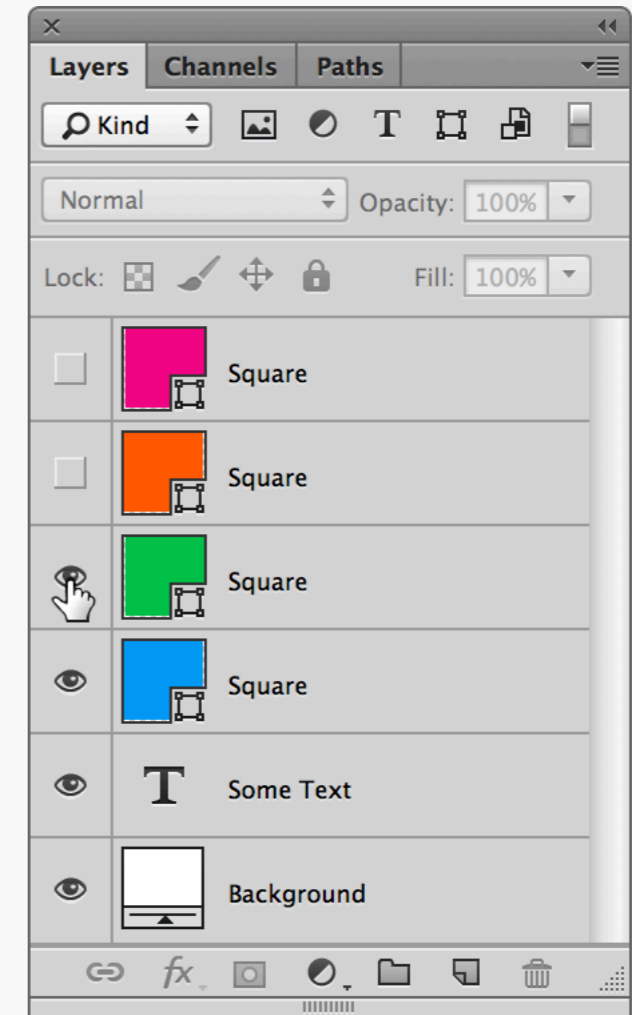 Layers Channels Paths
Kind
Normal Opacity: 100%
Lock: Fill: 100%
Square
Square
Square
Square
T Some Text
Background
fx